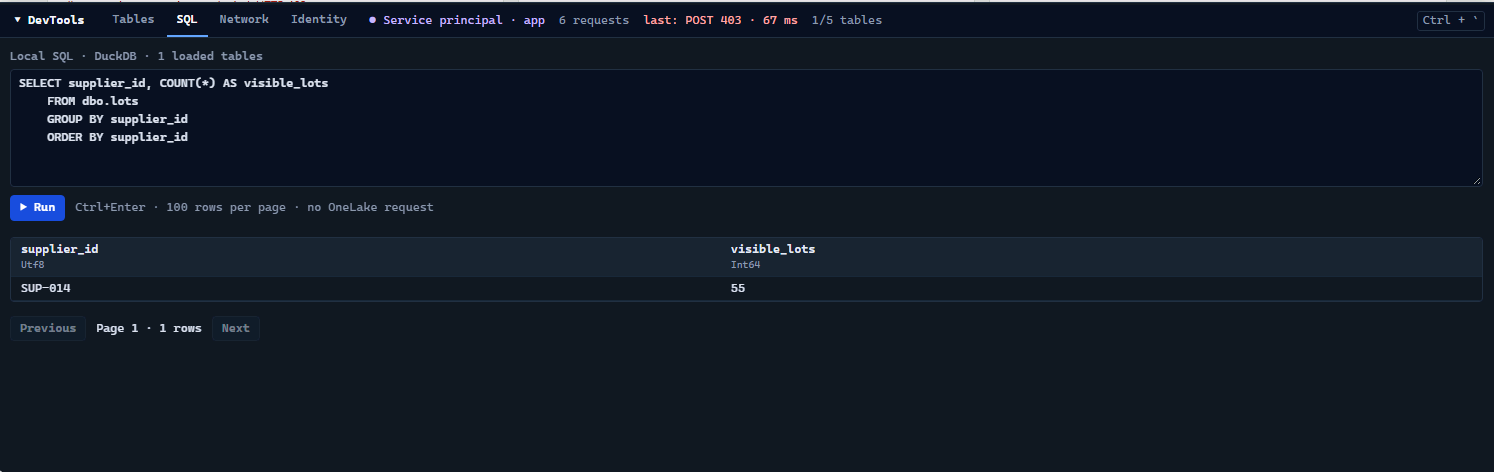 ▼ DevTools Tables SQL Network Identity ● Service principal · app 6 requests last: POST 403 · 67 ms 1/5 tables Ctrl + `
Local SQL · DuckDB · 1 loaded tables
SELECT supplier_id, COUNT(*) AS visible_lots
FROM dbo.lots
GROUP BY supplier_id
ORDER BY supplier_id
▶ Run Ctrl+Enter · 100 rows per page · no OneLake request
supplier_id visible_lots
Utf8 Int64
SUP-014 55
Previous Page 1 · 1 rows Next